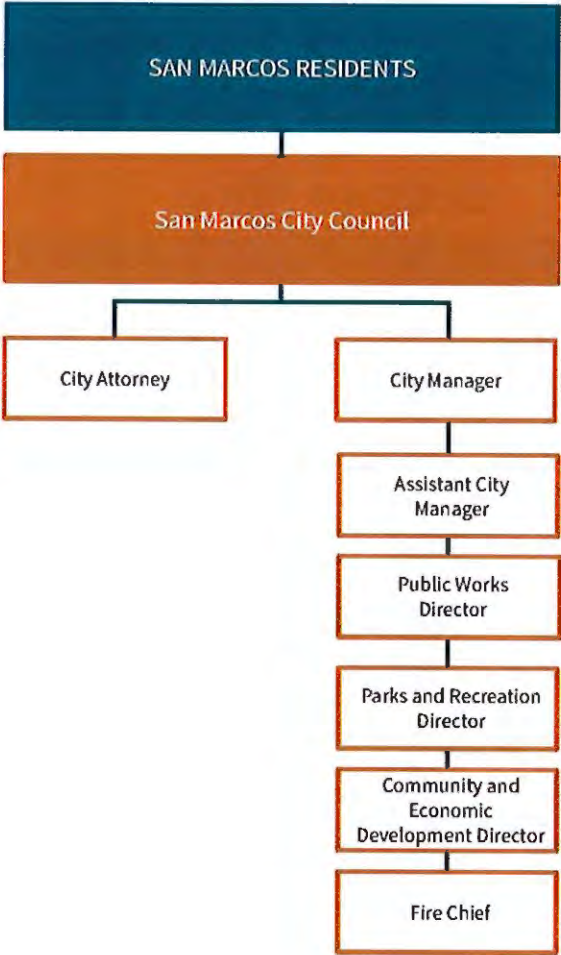 SAN MARCOS RESIDENTS
San Marcos City Council
City Attorney
City Manager
Assistant City
Manager
Public Works
Director
Parks and Recreation
Director
Community and
Economic
Development Director
Fire Chief